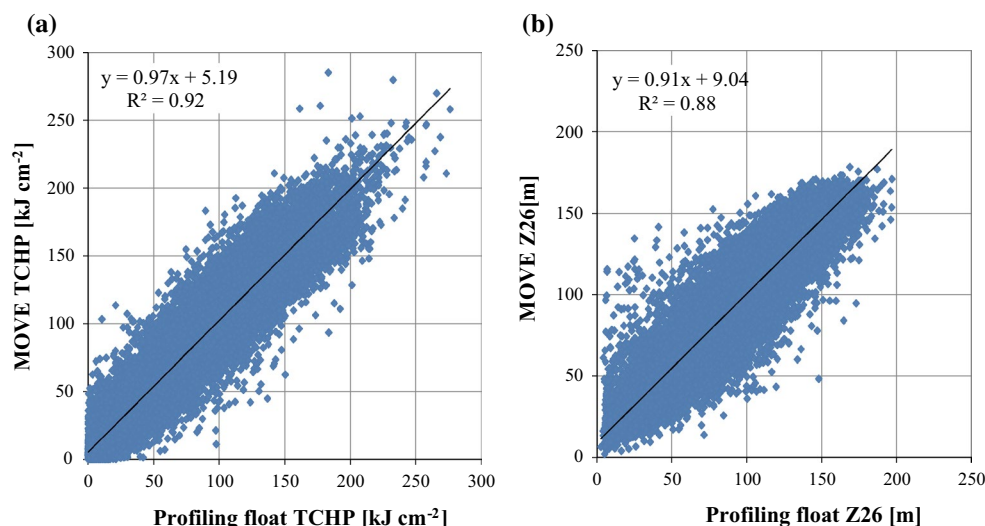 (a)
300
y = 0.97x + 5.19
R² = 0.92
250
200
150
100
50
0
0 50 100 150 200 250 300
MOVE TCHP [kJ cm⁻²]
Profiling float TCHP [kJ cm⁻²]
(b)
250
y = 0.91x + 9.04
R² = 0.88
200
150
100
50
0
0 50 100 150 200 250
MOVE Z26[m]
Profiling float Z26 [m]